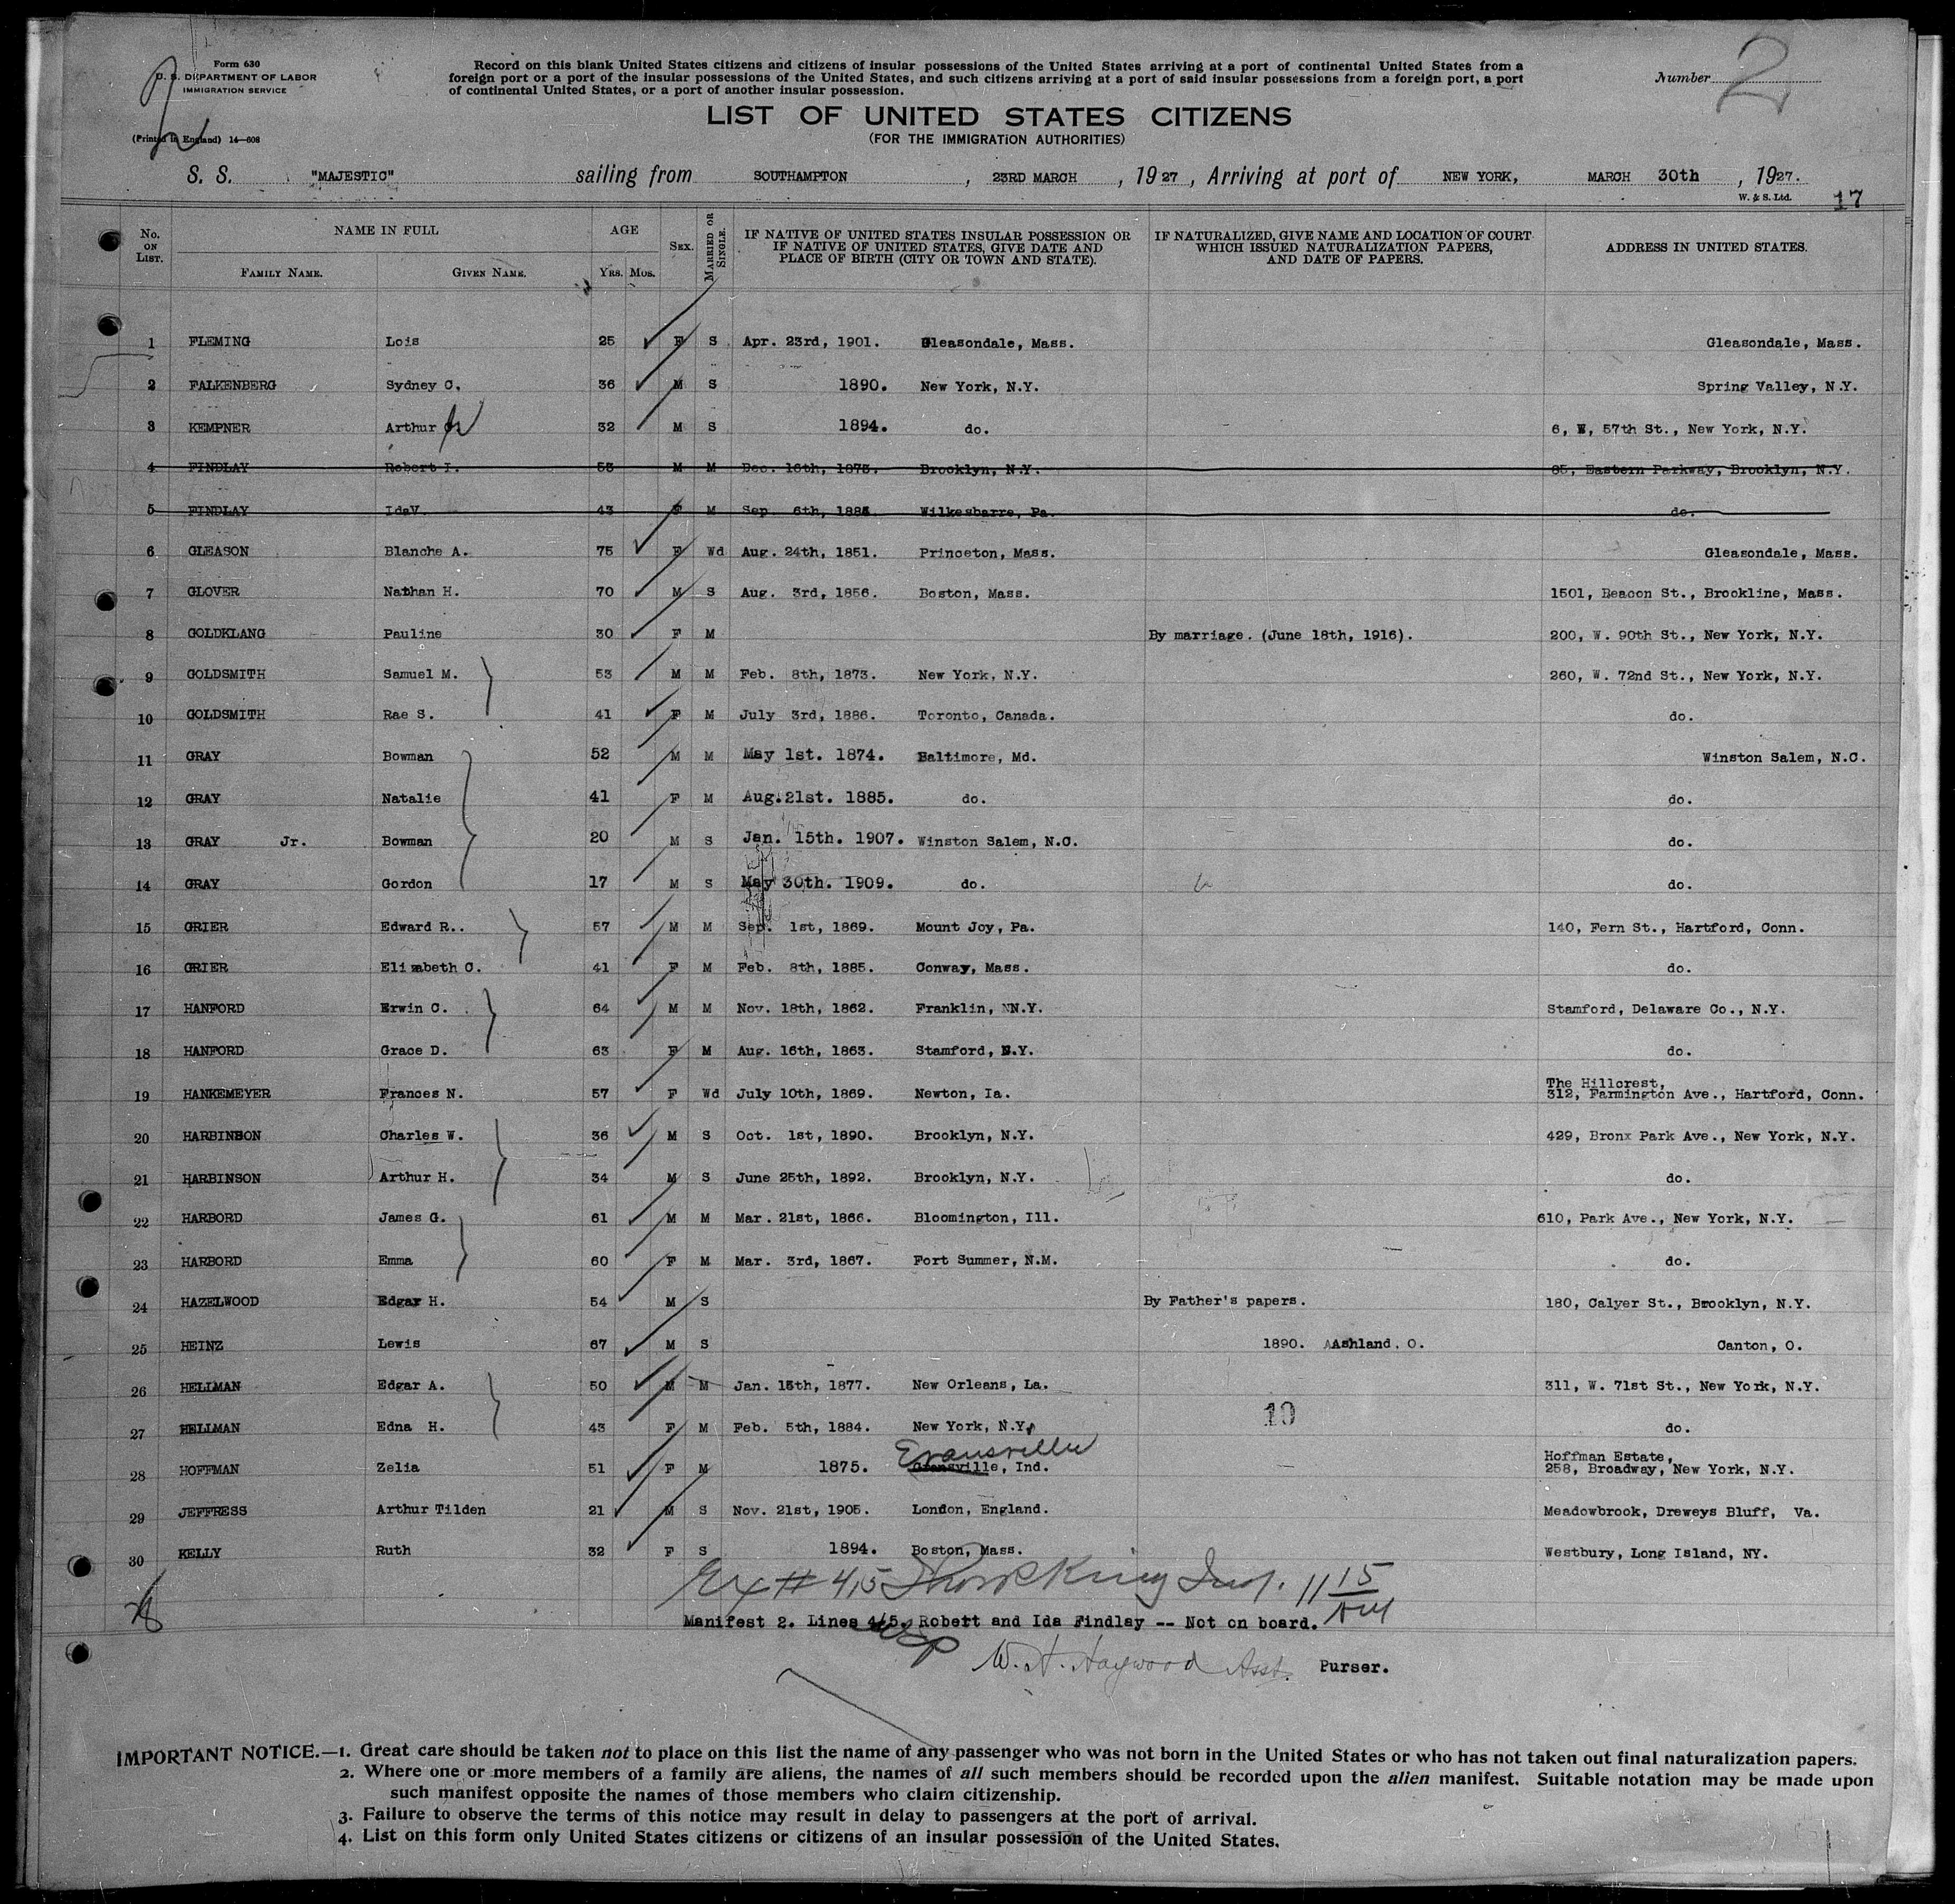 Form 630
U. S. DEPARTMENT OF LABOR
IMMIGRATION SERVICE
(Printed in England) 14—608
Record on this blank United States citizens and citizens of insular possessions of the United States arriving at a port of continental United States from a
foreign port or a port of the insular possessions of the United States, and such citizens arriving at a port of said insular possessions from a foreign port, a port
of continental United States, or a port of another insular possession.
Number 2
LIST OF UNITED STATES CITIZENS
(FOR THE IMMIGRATION AUTHORITIES)
S. S. "MAJESTIC" sailing from SOUTHAMPTON, 23RD MARCH, 1927, Arriving at port of NEW YORK, MARCH 30th, 1927.
W. & S. Ltd. 17
No. ON LIST. NAME IN FULL AGE SEX. MARRIED OR SINGLE. IF NATIVE OF UNITED STATES INSULAR POSSESSION OR IF NATIVE OF UNITED STATES, GIVE DATE AND PLACE OF BIRTH (CITY OR TOWN AND STATE). IF NATURALIZED, GIVE NAME AND LOCATION OF COURT WHICH ISSUED NATURALIZATION PAPERS, AND DATE OF PAPERS. ADDRESS IN UNITED STATES.
FAMILY NAME. GIVEN NAME. YRS. MOS.
1 FLEMING Lois 25 F S Apr. 23rd, 1901. Gleasondale, Mass. Gleasondale, Mass.
2 FALKENBERG Sydney C. 36 M S 1890. New York, N.Y. Spring Valley, N.Y.
3 KEMPNER Arthur 32 M S 1894. do. 6, W, 57th St., New York, N.Y.
4 FINDLAY Robert I. 53 M M Dec. 16th, 1873. Brooklyn, N.Y. 65, Eastern Parkway, Brooklyn, N.Y.
5 FINDLAY IdaV. 43 F M Sep. 6th, 1883 Wilkesbarre, Pa. do.
6 GLEASON Blanche A. 75 F Wd Aug. 24th, 1851. Princeton, Mass. Gleasondale, Mass.
7 GLOVER Nathan H. 70 M S Aug. 3rd, 1856. Boston, Mass. 1501, Beacon St., Brookline, Mass.
8 GOLDKLANG Pauline 30 F M By marriage. (June 18th, 1916). 200, W. 90th St., New York, N.Y.
9 GOLDSMITH Samuel M. 53 M M Feb. 8th, 1873. New York, N.Y. 260, W. 72nd St., New York, N.Y.
10 GOLDSMITH Rae S. 41 F M July 3rd, 1886. Toronto, Canada. do.
11 GRAY Bowman 52 M M May 1st. 1874. Baltimore, Md. Winston Salem, N.C.
12 GRAY Natalie 41 F M Aug.21st. 1885. do. do.
13 GRAY Jr. Bowman 20 M S Jan. 15th. 1907. Winston Salem, N.C. do.
14 GRAY Gordon 17 M S May 30th. 1909. do. do.
15 GRIER Edward R.. 57 M M Sep. 1st, 1869. Mount Joy, Pa. 140, Fern St., Hartford, Conn.
16 GRIER Elizabeth C. 41 F M Feb. 8th, 1885. Conway, Mass. do.
17 HANFORD Erwin C. 64 M M Nov. 18th, 1862. Franklin, NN.Y. Stamford, Delaware Co., N.Y.
18 HANFORD Grace D. 63 F M Aug. 16th, 1863. Stamford, N.Y. do.
19 HANKEMEYER Frances N. 57 F Wd July 10th, 1869. Newton, Ia. The Hillcrest,
312, Farmington Ave., Hartford, Conn.
20 HARBINSON Charles W. 36 M S Oct. 1st, 1890. Brooklyn, N.Y. 429, Bronx Park Ave., New York, N.Y.
21 HARBINSON Arthur H. 34 M S June 25th, 1892. Brooklyn, N.Y. do.
22 HARBORD James G. 61 M M Mar. 21st, 1866. Bloomington, Ill. 610, Park Ave., New York, N.Y.
23 HARBORD Emma 60 F M Mar. 3rd, 1867. Fort Summer, N.M. do.
24 HAZELWOOD Edgar H. 54 M S By Father's papers. 180, Calyer St., Brooklyn, N.Y.
25 HEINZ Lewis 67 M S 1890. AAshland, O. Canton, O.
26 HELLMAN Edgar A. 50 M M Jan. 15th, 1877. New Orleans, La. 311, W. 71st St., New York, N.Y.
27 HELLMAN Edna H. 43 F M Feb. 5th, 1884. New York, N.Y. 10 do.
28 HOFFMAN Zelia 51 F M 1875. Evansville, Ind. Hoffman Estate,
258, Broadway, New York, N.Y.
29 JEFFRESS Arthur Tilden 21 M S Nov. 21st, 1905. London, England. Meadowbrook, Dreweys Bluff, Va.
30 KELLY Ruth 32 F S 1894. Boston, Mass. Westbury, Long Island, NY.
Ex # 4,5 King Insp. 11 15 AM
Manifest 2. Lines 4/5. Robert and Ida Findlay -- Not on board.
W. H. Haywood Asst. Purser.
IMPORTANT NOTICE.—1. Great care should be taken not to place on this list the name of any passenger who was not born in the United States or who has not taken out final naturalization papers.
2. Where one or more members of a family are aliens, the names of all such members should be recorded upon the alien manifest. Suitable notation may be made upon
such manifest opposite the names of those members who claim citizenship.
3. Failure to observe the terms of this notice may result in delay to passengers at the port of arrival.
4. List on this form only United States citizens or citizens of an insular possession of the United States.